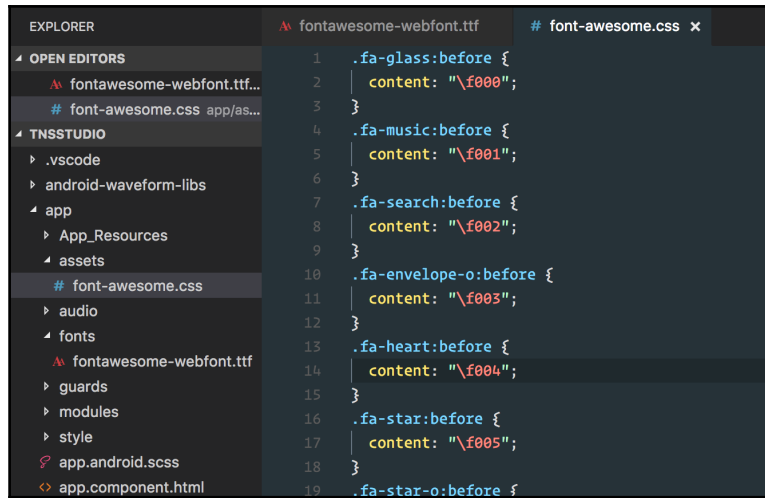 EXPLORER
OPEN EDITORS
fontawesome-webfont.ttf...
# font-awesome.css app/as...
TNSSTUDIO
.vscode
android-waveform-libs
app
App_Resources
assets
# font-awesome.css
audio
fonts
fontawesome-webfont.ttf
guards
modules
style
app.android.scss
<> app.component.html
fontawesome-webfont.ttf # font-awesome.css ×
1 .fa-glass:before {
2 content: "\f000";
3 }
4 .fa-music:before {
5 content: "\f001";
6 }
7 .fa-search:before {
8 content: "\f002";
9 }
10 .fa-envelope-o:before {
11 content: "\f003";
12 }
13 .fa-heart:before {
14 content: "\f004";
15 }
16 .fa-star:before {
17 content: "\f005";
18 }
19 .fa-star-o:before {